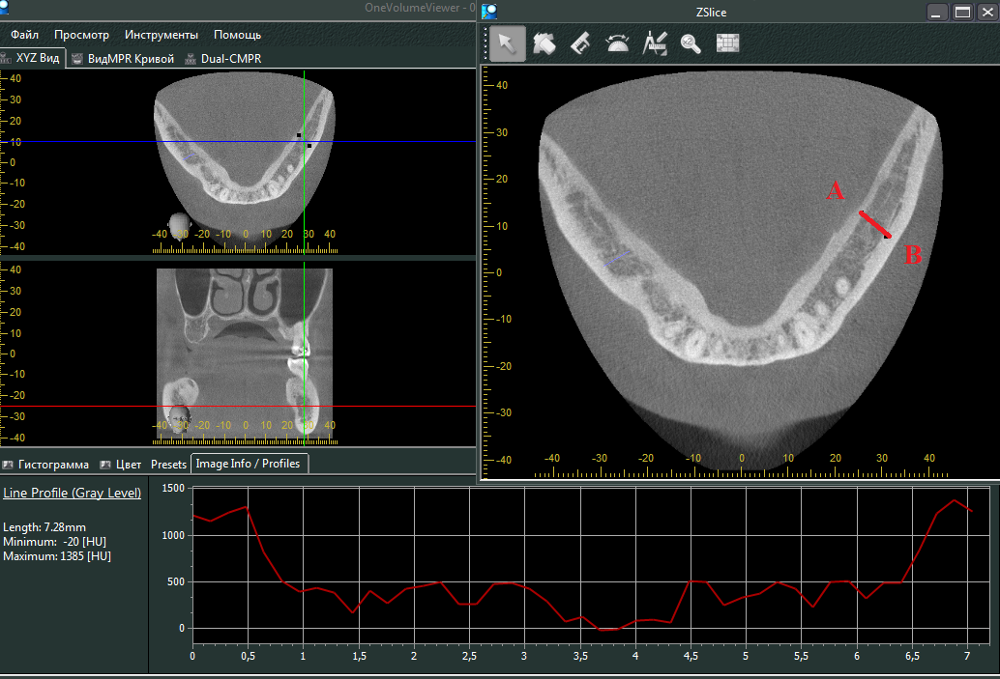 OneVolumeViewer - 0
Файл Просмотр Инструменты Помощь
XYZ Вид ВидMPR Кривой Dual-CMPR
40
30
20
10
0
-10
-20
-30
-40
-40 -30 -20 -10 0 10 20 30 40
40
30
20
10
0
-10
-20
-30
-40
-40 -30 -20 -10 0 10 20 30 40
ZSlice
40
30
20
10
0
-10
-20
-30
-40
A
B
-40 -30 -20 -10 0 10 20 30 40
Гистограмма Цвет Presets Image Info / Profiles
Line Profile (Gray Level)
Length: 7.28mm
Minimum: -20 [HU]
Maximum: 1385 [HU]
1500
1000
500
0
0 0,5 1 1,5 2 2,5 3 3,5 4 4,5 5 5,5 6 6,5 7